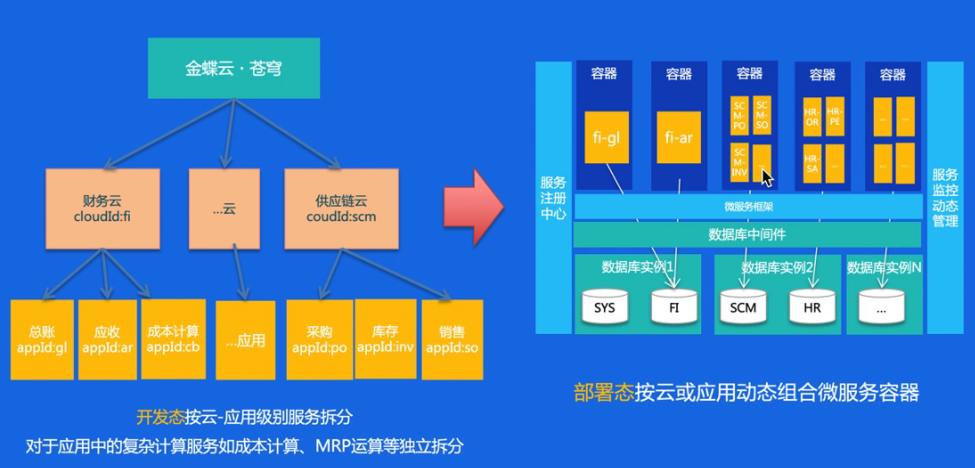 金蝶云·苍穹
财务云
cloudId:fi
...云
供应链云
coudId:scm
总账
appId:gl
应收
appId:ar
成本计算
appId:cb
...应用
采购
appId:po
库存
appId:inv
销售
appId:so
开发态按云-应用级别服务拆分
对于应用中的复杂计算服务如成本计算、MRP运算等独立拆分
服务
注册
中心
容器
fi-gl
容器
fi-ar
容器
SC
M-
PO
SC
M-
SO
SC
M-
INV
...
容器
HR-
OR
HR-
PE
HR-
SA
...
容器
...
...
...
...
服务
监控
动态
管理
微服务框架
数据库中间件
数据库实例1
SYS
FI
数据库实例2
SCM
HR
数据库实例N
...
部署态按云或应用动态组合微服务容器